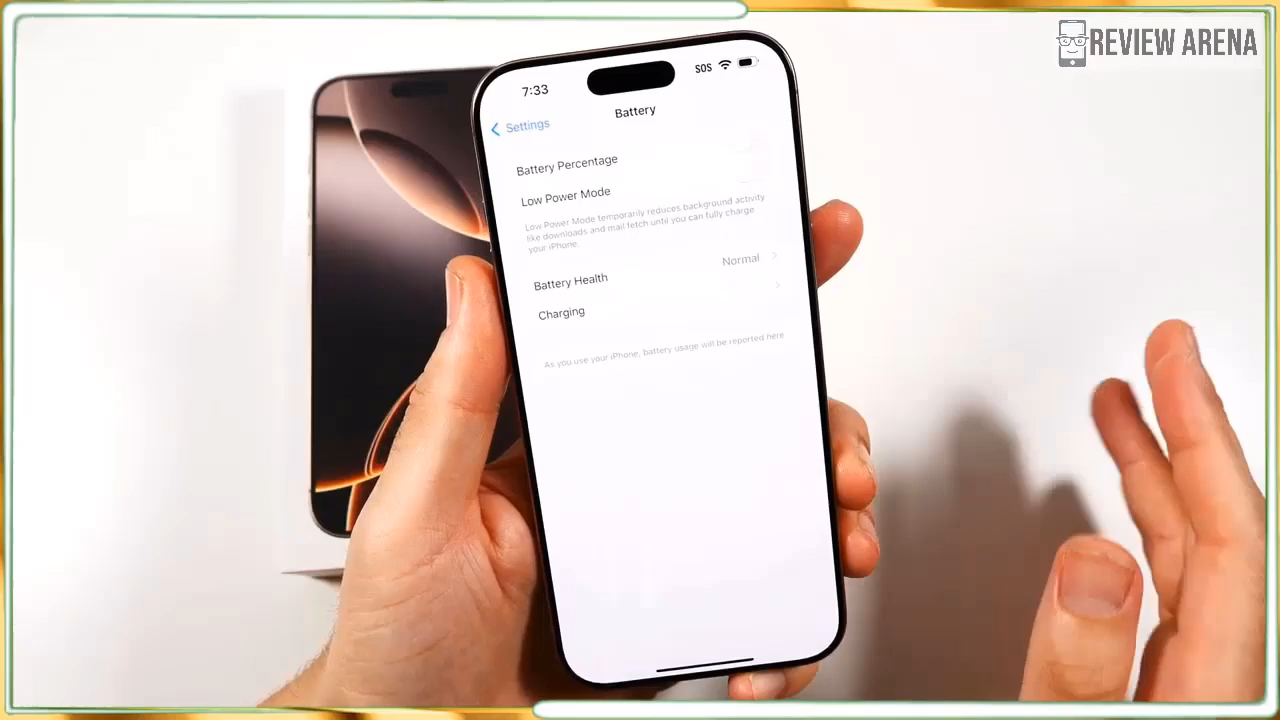 REVIEW ARENA
7:33
SOS
Settings
Battery
Battery Percentage
Low Power Mode
Low Power Mode temporarily reduces background activity
like downloads and mail fetch until you can fully charge
your iPhone.
Battery Health
Normal
Charging
As you use your iPhone, battery usage will be reported here